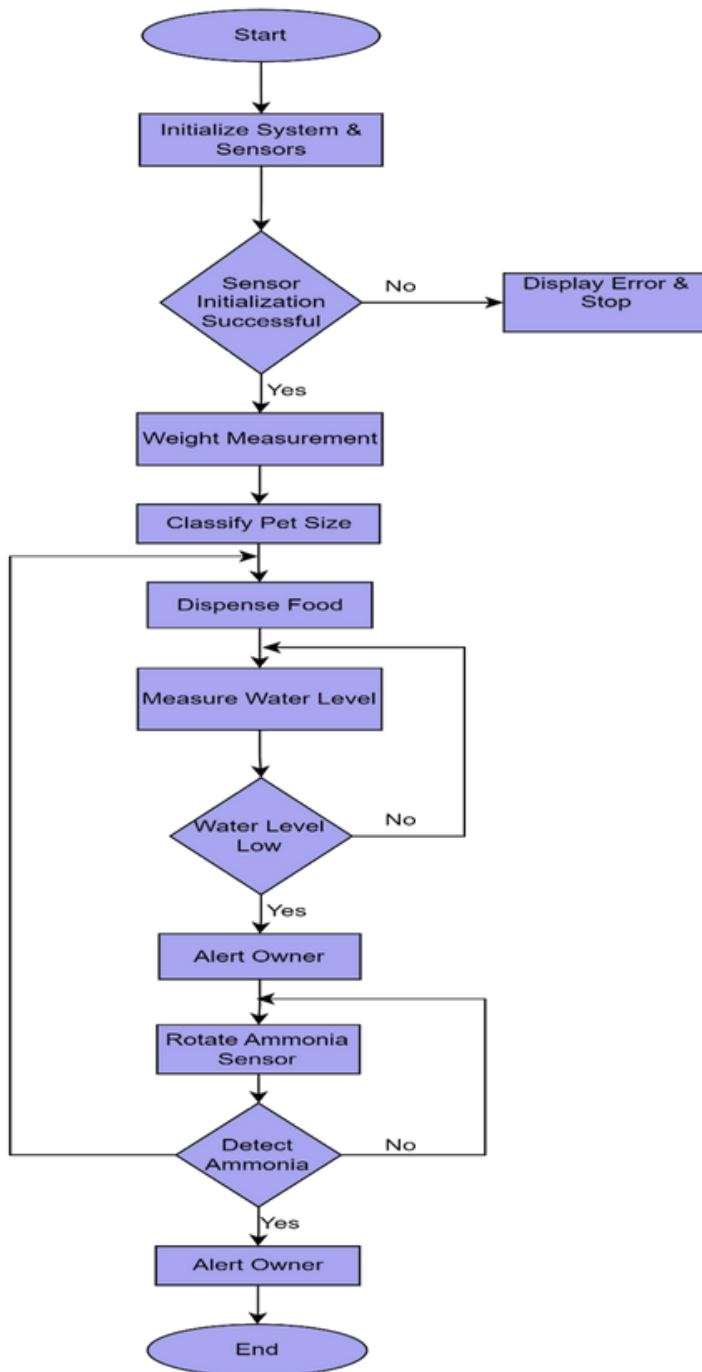 Start
Initialize System &
Sensors
Sensor
Initialization
Successful
No
Display Error &
Stop
Yes
Weight Measurement
Classify Pet Size
Dispense Food
Measure Water Level
Water Level
Low
No
Yes
Alert Owner
Rotate Ammonia
Sensor
Detect
Ammonia
No
Yes
Alert Owner
End